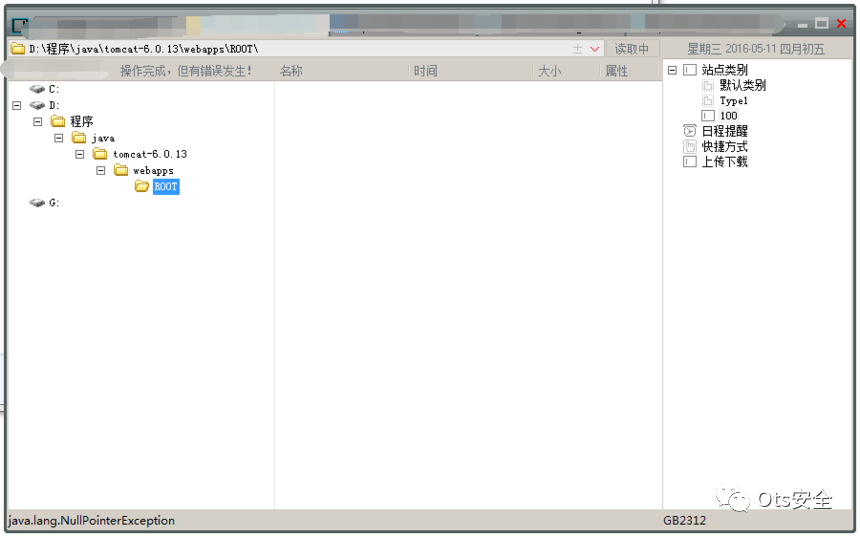 D:\程序\java\tomcat-6.0.13\webapps\ROOT\ 读取中 星期三 2016-05-11 四月初五
操作完成，但有错误发生！ 名称 时间 大小 属性
C:
D:
程序
java
tomcat-6.0.13
webapps
ROOT
G:
站点类别
默认类别
Type1
100
日程提醒
快捷方式
上传下载
Ots安全
java.lang.NullPointerException GB2312